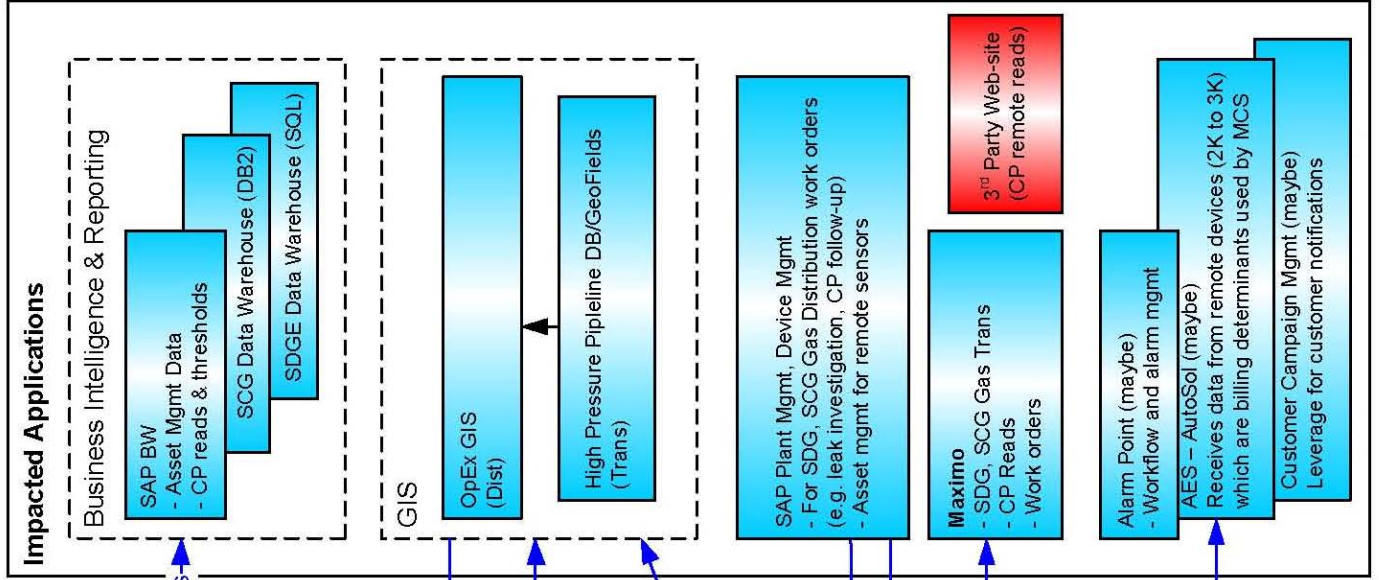 Impacted Applications
Business Intelligence & Reporting
SAP BW
- Asset Mgmt Data
- CP reads & thresholds
SCG Data Warehouse (DB2)
SDGE Data Warehouse (SQL)
GIS
OpEx GIS
(Dist)
High Pressure Pipleline DB/GeoFields
(Trans)
SAP Plant Mgmt, Device Mgmt
- For SDG, SCG Gas Distribution work orders
(e.g. leak investigation, CP follow-up)
- Asset mgmt for remote sensors
Maximo
- SDG, SCG Gas Trans
- CP Reads
- Work orders
3rd Party Web-site
(CP remote reads)
Alarm Point (maybe)
- Workflow and alarm mgmt
AES – AutoSol (maybe)
Receives data from remote devices (2K to 3K)
which are billing determinants used by MCS
Customer Campaign Mgmt (maybe)
Leverage for customer notifications